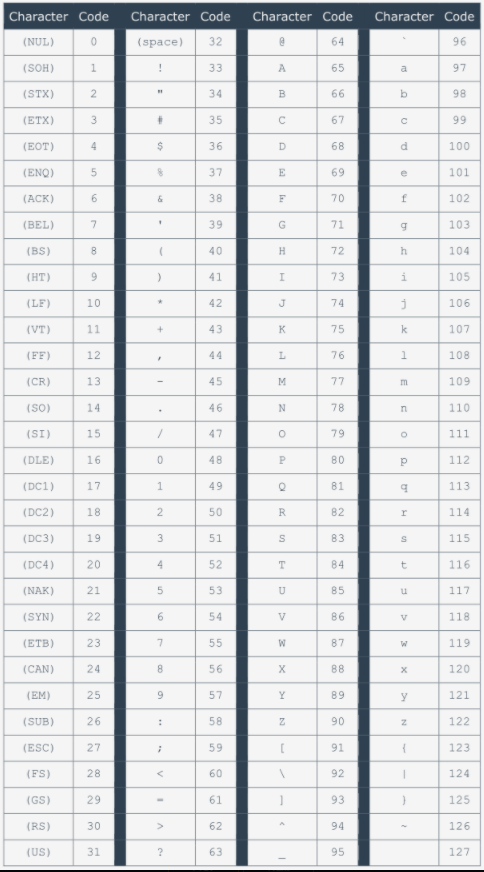 Character Code Character Code Character Code Character Code
(NUL) 0 (space) 32 @ 64 ` 96
(SOH) 1 ! 33 A 65 a 97
(STX) 2 " 34 B 66 b 98
(ETX) 3 # 35 C 67 c 99
(EOT) 4 $ 36 D 68 d 100
(ENQ) 5 % 37 E 69 e 101
(ACK) 6 & 38 F 70 f 102
(BEL) 7 ' 39 G 71 g 103
(BS) 8 ( 40 H 72 h 104
(HT) 9 ) 41 I 73 i 105
(LF) 10 * 42 J 74 j 106
(VT) 11 + 43 K 75 k 107
(FF) 12 , 44 L 76 l 108
(CR) 13 - 45 M 77 m 109
(SO) 14 . 46 N 78 n 110
(SI) 15 / 47 O 79 o 111
(DLE) 16 0 48 P 80 p 112
(DC1) 17 1 49 Q 81 q 113
(DC2) 18 2 50 R 82 r 114
(DC3) 19 3 51 S 83 s 115
(DC4) 20 4 52 T 84 t 116
(NAK) 21 5 53 U 85 u 117
(SYN) 22 6 54 V 86 v 118
(ETB) 23 7 55 W 87 w 119
(CAN) 24 8 56 X 88 x 120
(EM) 25 9 57 Y 89 y 121
(SUB) 26 : 58 Z 90 z 122
(ESC) 27 ; 59 [ 91 { 123
(FS) 28 < 60 \ 92 | 124
(GS) 29 = 61 ] 93 } 125
(RS) 30 > 62 ^ 94 ~ 126
(US) 31 ? 63 _ 95 127